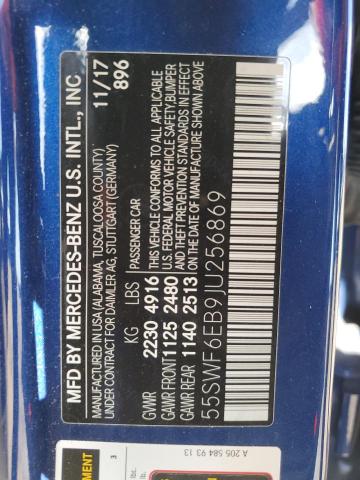 MFD BY MERCEDES-BENZ U.S. INTL., INC.
MANUFACTURED IN USA (ALABAMA, TUSCALOOSA COUNTY)
FOR DAIMLER AG, STUTTGART (GERMANY)
11/17
896
KG LBS PASSENGER CAR
GVWR 2230 4916
GAWR FRONT 1125 2480
GAWR REAR 1140 2513
THIS VEHICLE CONFORMS TO ALL APPLICABLE
U.S. FEDERAL MOTOR VEHICLE SAFETY, BUMPER
AND THEFT PREVENTION STANDARDS IN EFFECT
ON THE DATE OF MANUFACTURE SHOWN ABOVE
55SWF6EB9JU256869
A 205 584 93 13
3
lbs.